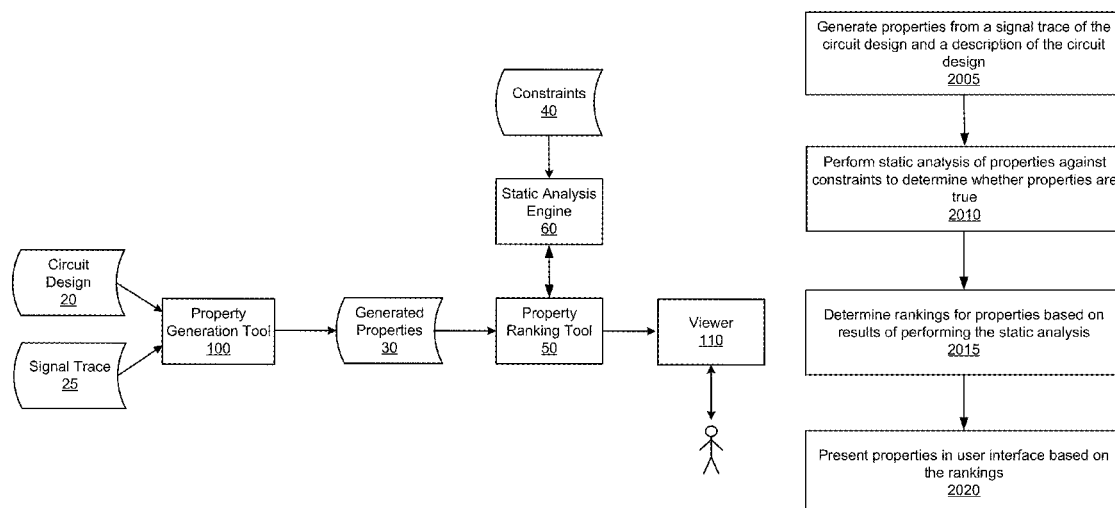 Constraints
40
Static Analysis
Engine
60
Circuit
Design
20
Signal Trace
25
Property
Generation Tool
100
Generated
Properties
30
Property
Ranking Tool
50
Viewer
110
Generate properties from a signal trace of the
circuit design and a description of the circuit
design
2005
Perform static analysis of properties against
constraints to determine whether properties are
true
2010
Determine rankings for properties based on
results of performing the static analysis
2015
Present properties in user interface based on
the rankings
2020